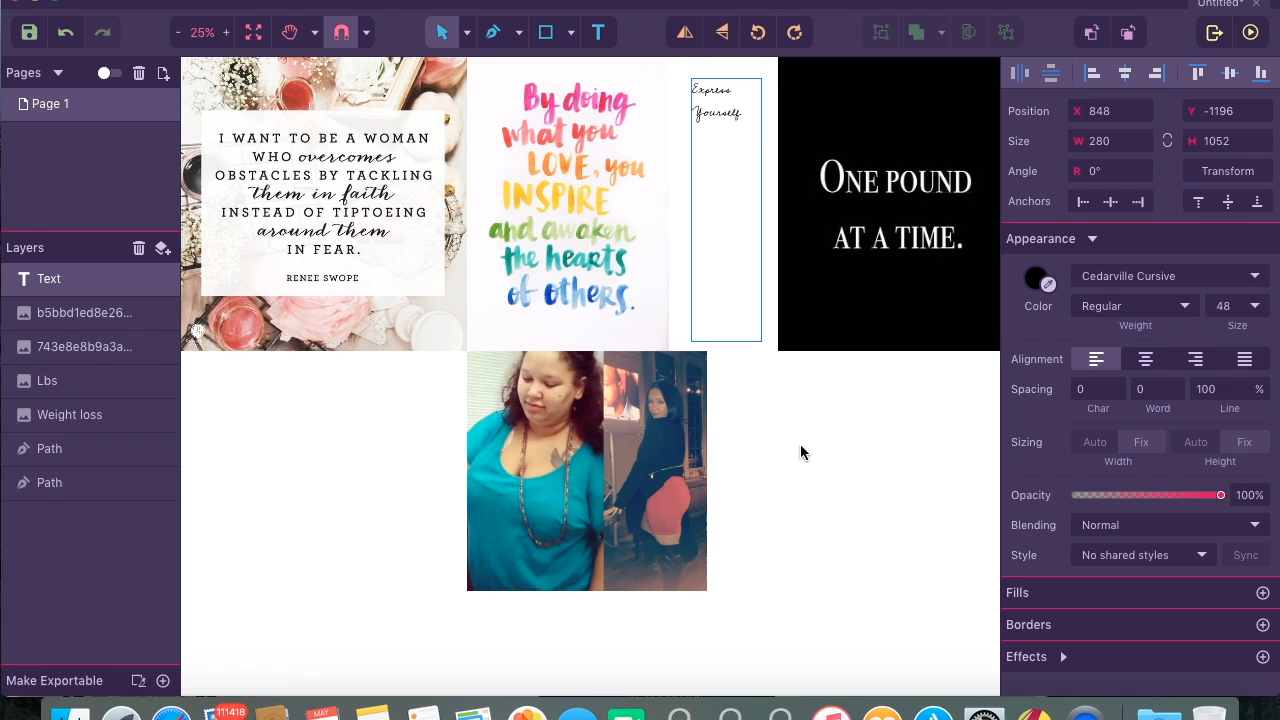 Untitled*
- 25% +
Pages
Page 1
Layers
Text
b5bbd1ed8e26...
743e8e8b9a3a...
Lbs
Weight loss
Path
Path
Make Exportable
I WANT TO BE A WOMAN
WHO overcomes
OBSTACLES BY TACKLING
them in faith
INSTEAD OF TIPTOEING
around them
IN FEAR.
RENEE SWOPE
By doing
what you
LOVE, you
INSPIRE
and awaken
the hearts
of others.
Express
Yourself
ONE POUND
AT A TIME.
Position X 848 Y -1196
Size W 280 H 1052
Angle R 0° Transform
Anchors
Appearance
Cedarville Cursive
Color Regular 48
Weight Size
Alignment
Spacing 0 0 100 %
Char Word Line
Sizing Auto Fix Auto Fix
Width Height
Opacity 100%
Blending Normal
Style No shared styles Sync
Fills
Borders
Effects
111418
MAY